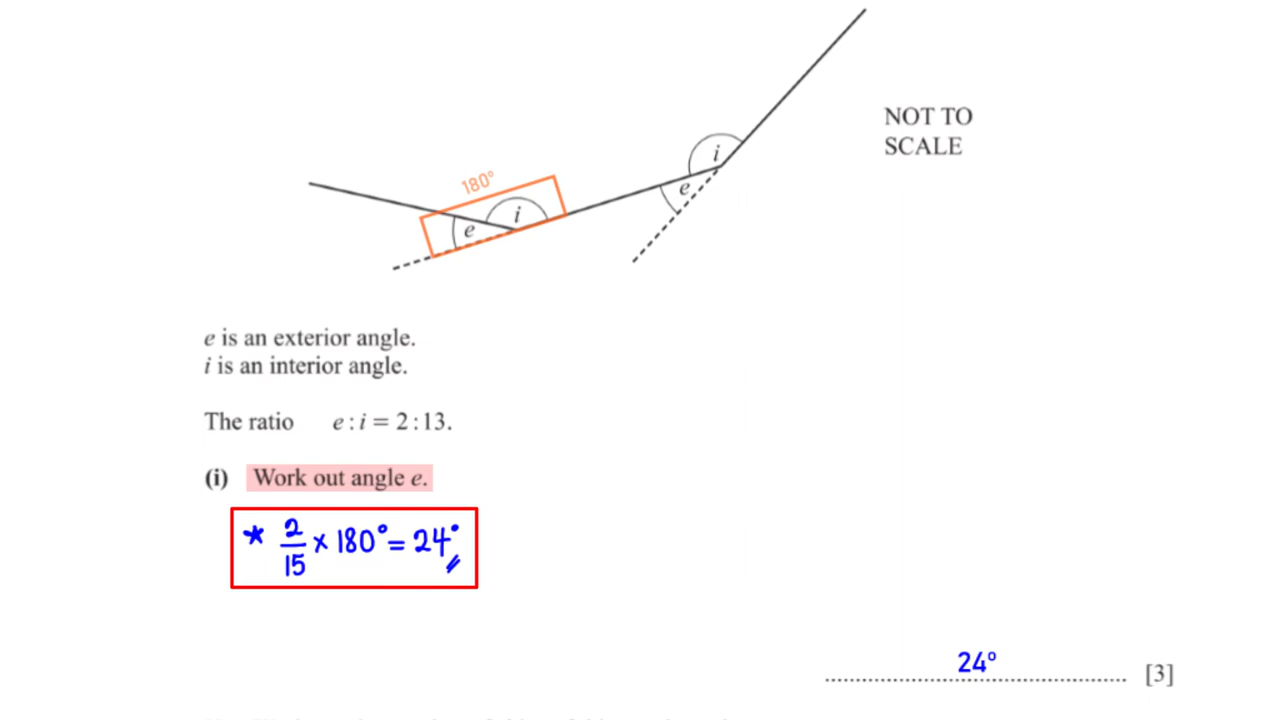 NOT TO
SCALE
180°
i
e
i
e
e is an exterior angle.
i is an interior angle.
The ratio e : i = 2 : 13.
(i) Work out angle e.
* 2/15 × 180° = 24°
24°
[3]